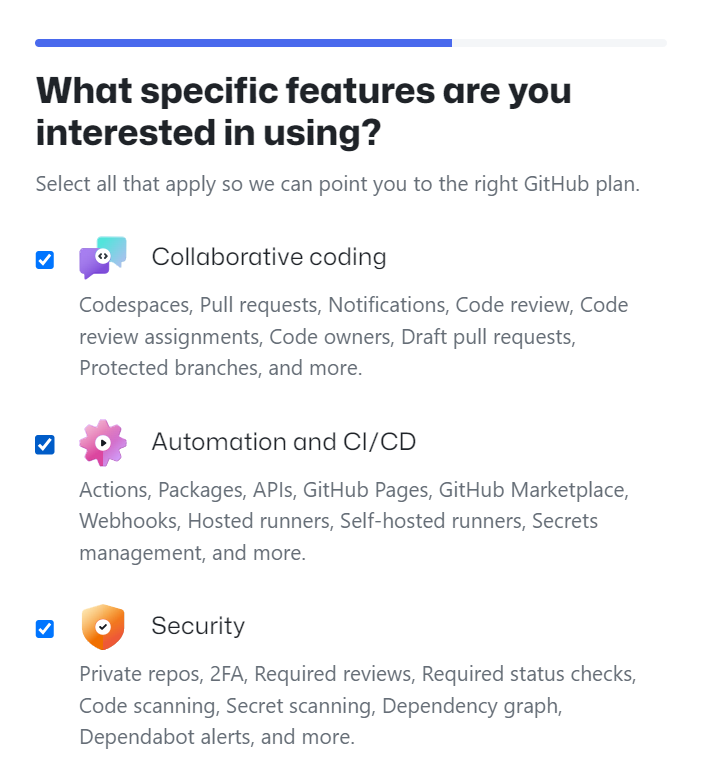 What specific features are you
interested in using?
Select all that apply so we can point you to the right GitHub plan.
Collaborative coding
Codespaces, Pull requests, Notifications, Code review, Code
review assignments, Code owners, Draft pull requests,
Protected branches, and more.
Automation and CI/CD
Actions, Packages, APIs, GitHub Pages, GitHub Marketplace,
Webhooks, Hosted runners, Self-hosted runners, Secrets
management, and more.
Security
Private repos, 2FA, Required reviews, Required status checks,
Code scanning, Secret scanning, Dependency graph,
Dependabot alerts, and more.